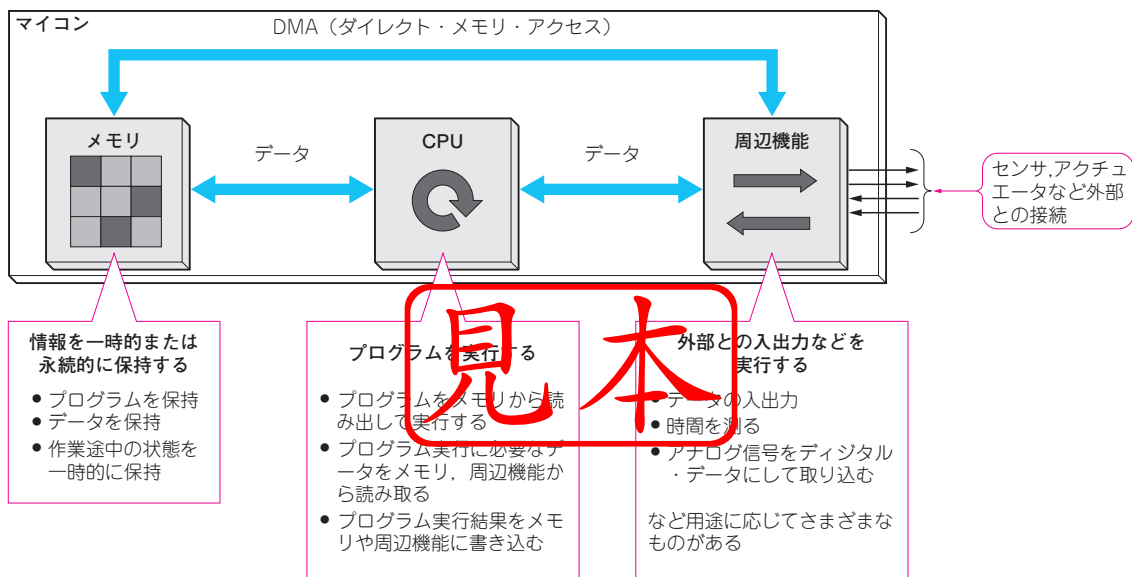 マイコン
DMA（ダイレクト・メモリ・アクセス）
メモリ
データ
CPU
データ
周辺機能
センサ,アクチュ
エータなど外部
との接続
情報を一時的または
永続的に保持する
● プログラムを保持
● データを保持
● 作業途中の状態を
一時的に保持
プログラムを実行する
● プログラムをメモリから読
み出して実行する
● プログラム実行に必要なデ
ータをメモリ，周辺機能か
ら読み取る
● プログラム実行結果をメモ
リや周辺機能に書き込む
外部との入出力などを
実行する
● データの入出力
● 時間を測る
● アナログ信号をディジタル
・データにして取り込む
など用途に応じてさまざまな
ものがある
見本